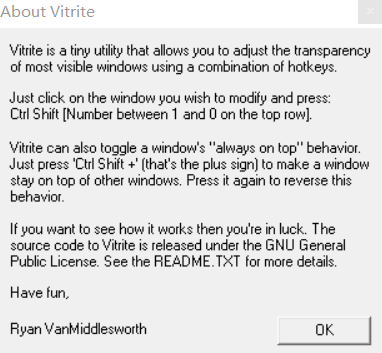 About Vitrite
Vitrite is a tiny utility that allows you to adjust the transparency
of most visible windows using a combination of hotkeys.
Just click on the window you wish to modify and press:
Ctrl Shift [Number between 1 and 0 on the top row].
Vitrite can also toggle a window's "always on top" behavior.
Just press 'Ctrl Shift +' (that's the plus sign) to make a window
stay on top of other windows. Press it again to reverse this
behavior.
If you want to see how it works then you're in luck. The
source code to Vitrite is released under the GNU General
Public License. See the README.TXT for more details.
Have fun,
Ryan VanMiddlesworth
OK